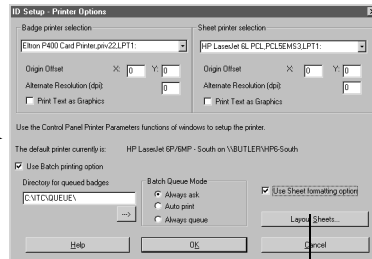 ID Setup - Printer Options
Badge printer selection
Eltron P400 Card Printer,priv22,LPT1:
Origin Offset X: 0 Y: 0
Alternate Resolution (dpi): 0
Print Text as Graphics
Sheet printer selection
HP LaserJet 6L PCL,PCL5EMS3,LPT1:
Origin Offset X: 0 Y: 0
Alternate Resolution (dpi): 0
Print Text as Graphics
Use the Control Panel Printer Parameters functions of windows to setup the printer.
The default printer currently is: HP LaserJet 6P/6MP - South on \\BUTLER\HP6-South
Use Batch printing option
Directory for queued badges
C:\ITC\QUEUE\
-->
Batch Queue Mode
Always ask
Auto print
Always queue
Use Sheet formatting option
Layout Sheets...
Help
OK
Cancel